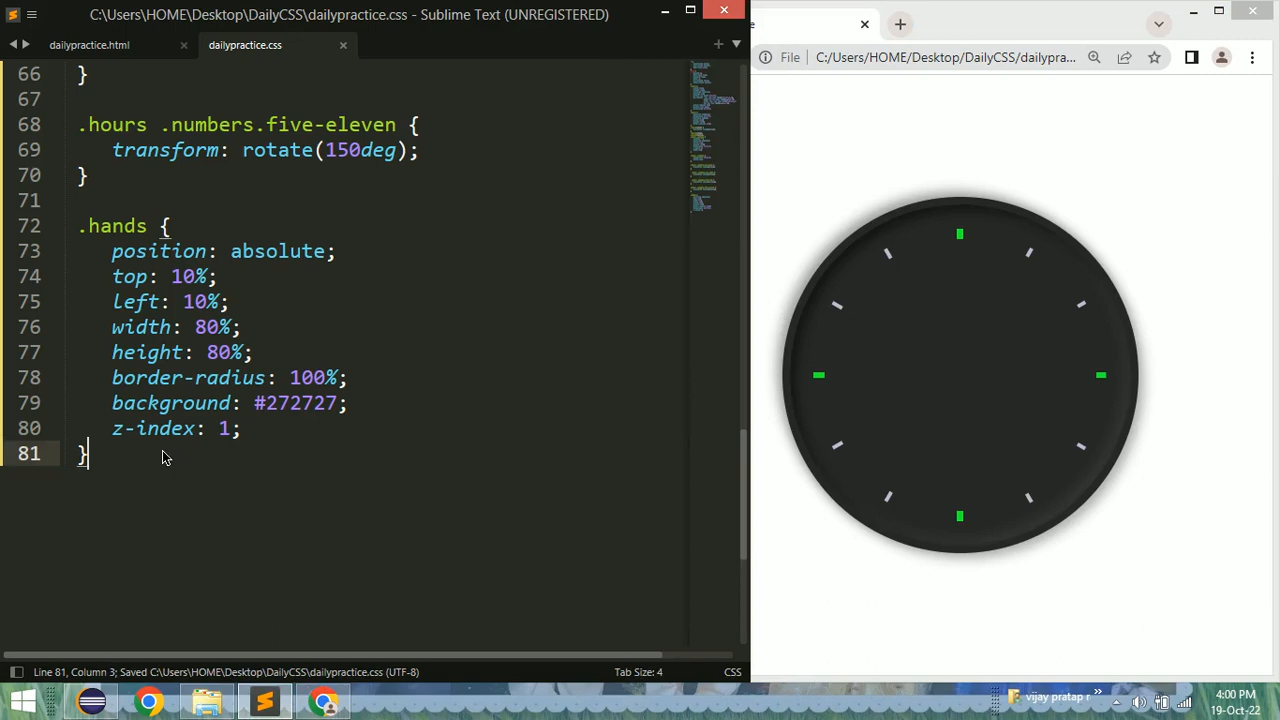 C:\Users\HOME\Desktop\DailyCSS\dailypractice.css - Sublime Text (UNREGISTERED)
dailypractice.html
dailypractice.css
File
C:/Users/HOME/Desktop/DailyCSS/dailypra...
66 }
67
68 .hours .numbers.five-eleven {
69 transform: rotate(150deg);
70 }
71
72 .hands {
73 position: absolute;
74 top: 10%;
75 left: 10%;
76 width: 80%;
77 height: 80%;
78 border-radius: 100%;
79 background: #272727;
80 z-index: 1;
81 }
Line 81, Column 3; Saved C:\Users\HOME\Desktop\DailyCSS\dailypractice.css (UTF-8)
Tab Size: 4
CSS
vijay pratap r
4:00 PM
19-Oct-22